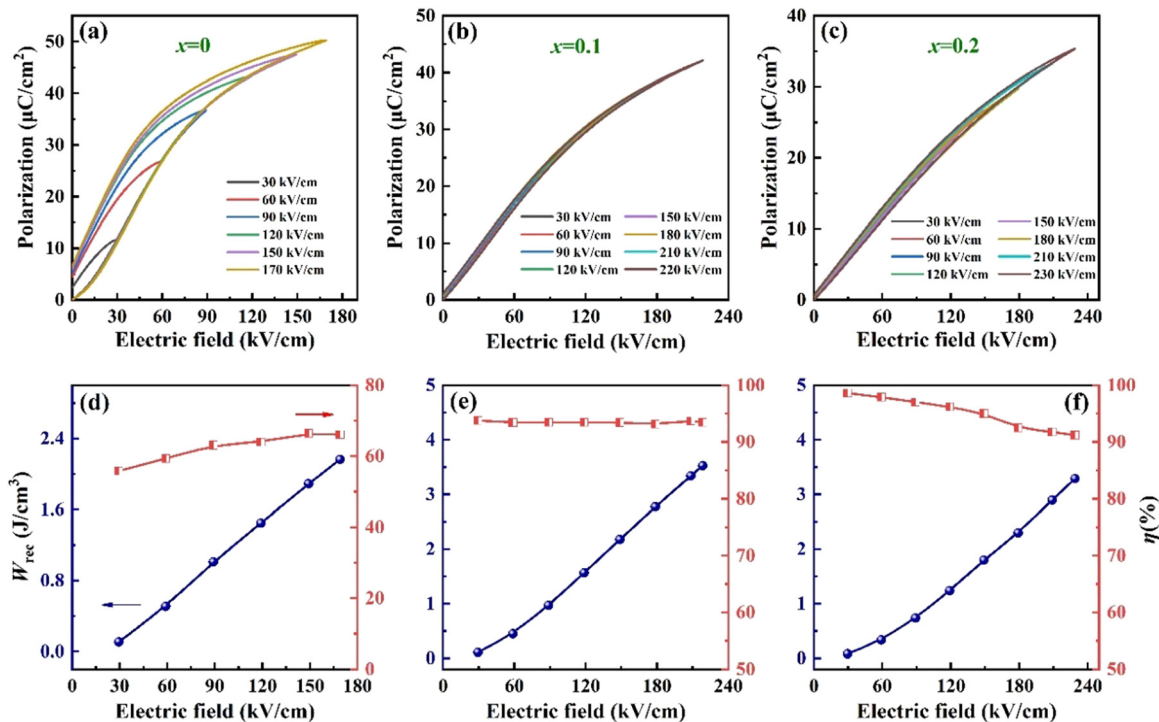 (a)
x=0
Polarization (μC/cm²)
50
40
30
20
10
0
30 kV/cm
60 kV/cm
90 kV/cm
120 kV/cm
150 kV/cm
170 kV/cm
0 30 60 90 120 150 180
Electric field (kV/cm)
(b)
x=0.1
Polarization (μC/cm²)
50
40
30
20
10
0
30 kV/cm 150 kV/cm
60 kV/cm 180 kV/cm
90 kV/cm 210 kV/cm
120 kV/cm 220 kV/cm
0 60 120 180 240
Electric field (kV/cm)
(c)
x=0.2
Polarization (μC/cm²)
40
35
30
25
20
15
10
5
0
30 kV/cm 150 kV/cm
60 kV/cm 180 kV/cm
90 kV/cm 210 kV/cm
120 kV/cm 230 kV/cm
0 60 120 180 240
Electric field (kV/cm)
(d)
Wrec (J/cm³)
2.4
1.6
0.8
0.0
80
60
40
20
0
0 30 60 90 120 150 180
Electric field (kV/cm)
(e)
5
4
3
2
1
0
100
90
80
70
60
50
0 60 120 180 240
Electric field (kV/cm)
(f)
5
4
3
2
1
0
100
90
80
70
60
50
η(%)
0 60 120 180 240
Electric field (kV/cm)